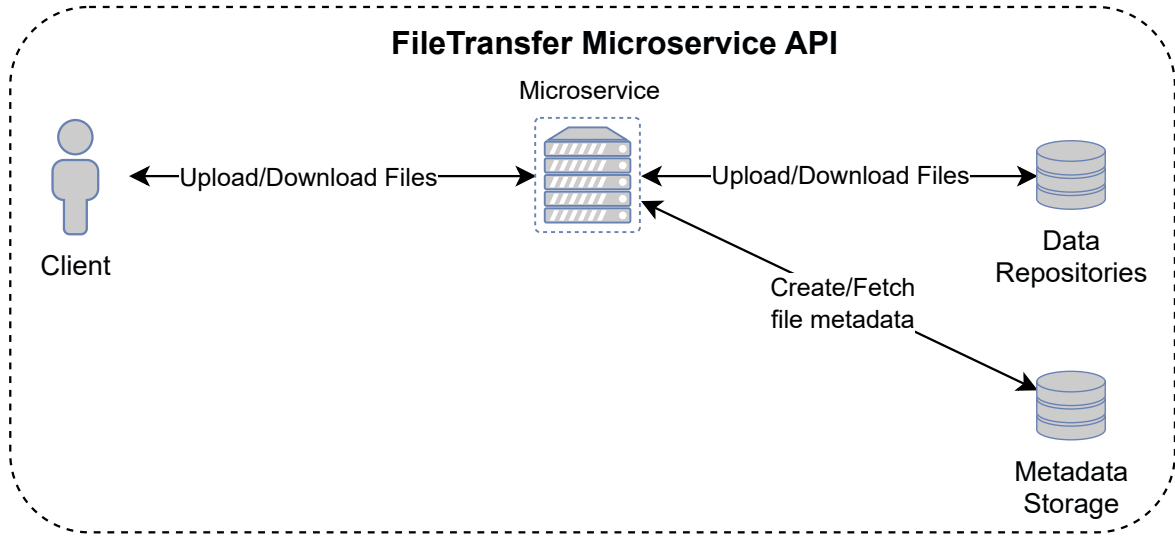 FileTransfer Microservice API
Microservice
Upload/Download Files
Upload/Download Files
Client
Data
Repositories
Create/Fetch
file metadata
Metadata
Storage